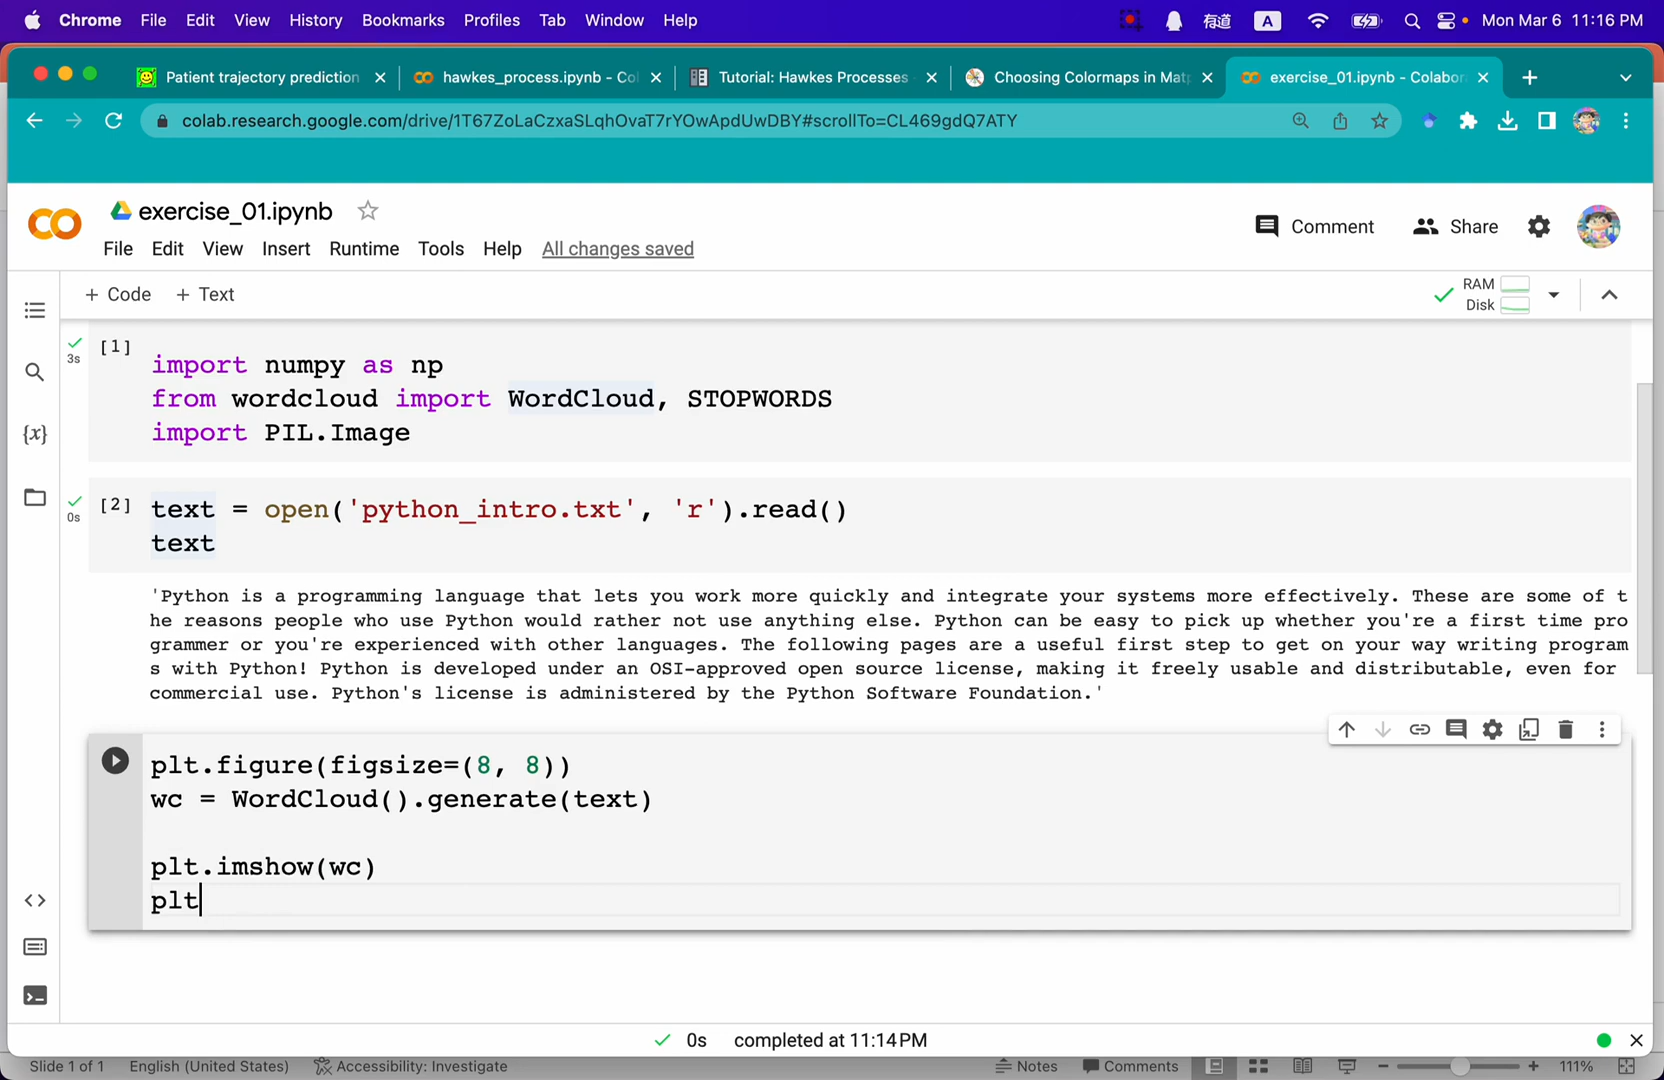 Chrome File Edit View History Bookmarks Profiles Tab Window Help 有道 A Mon Mar 6 11:16 PM
Patient trajectory prediction hawkes_process.ipynb - Col Tutorial: Hawkes Processes Choosing Colormaps in Mat exercise_01.ipynb - Colabora
colab.research.google.com/drive/1T67ZoLaCzxaSLqhOvaT7rYOwApdUwDBY#scrollTo=CL469gdQ7ATY
exercise_01.ipynb
Comment Share
File Edit View Insert Runtime Tools Help All changes saved
+ Code + Text
RAM
Disk
[1]
3s
import numpy as np
from wordcloud import WordCloud, STOPWORDS
import PIL.Image
{x}
[2] text = open('python_intro.txt', 'r').read()
0s
text
'Python is a programming language that lets you work more quickly and integrate your systems more effectively. These are some of t
he reasons people who use Python would rather not use anything else. Python can be easy to pick up whether you're a first time pro
grammer or you're experienced with other languages. The following pages are a useful first step to get on your way writing program
s with Python! Python is developed under an OSI-approved open source license, making it freely usable and distributable, even for
commercial use. Python's license is administered by the Python Software Foundation.'
plt.figure(figsize=(8, 8))
wc = WordCloud().generate(text)
plt.imshow(wc)
plt
0s completed at 11:14 PM
Slide 1 of 1 English (United States) Accessibility: Investigate Notes Comments 111%